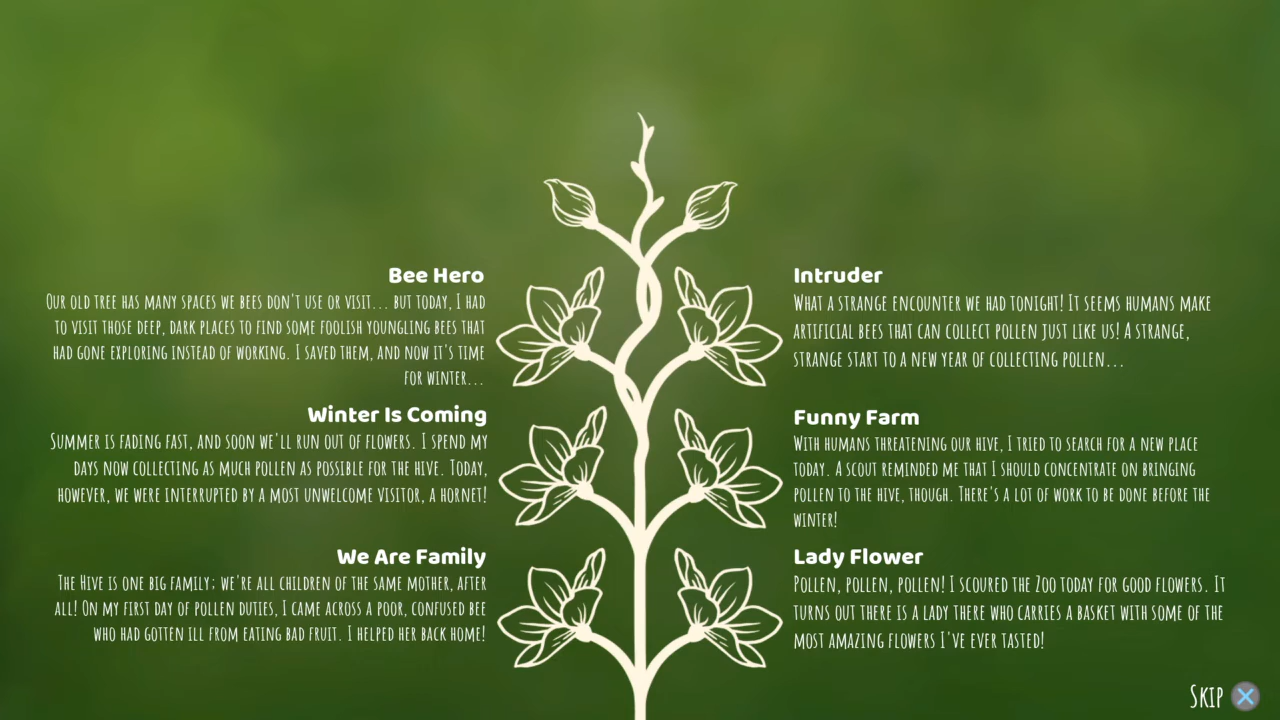 Bee Hero
Our old tree has many spaces we bees don't use or visit... but today, I had
to visit those deep, dark places to find some foolish youngling bees that
had gone exploring instead of working. I saved them, and now it's time
for winter...
Winter Is Coming
Summer is fading fast, and soon we'll run out of flowers. I spend my
days now collecting as much pollen as possible for the hive. Today,
however, we were interrupted by a most unwelcome visitor, a hornet!
We Are Family
The Hive is one big family; we're all children of the same mother, after
all! On my first day of pollen duties, I came across a poor, confused bee
who had gotten ill from eating bad fruit. I helped her back home!
Intruder
What a strange encounter we had tonight! It seems humans make
artificial bees that can collect pollen just like us! A strange,
strange start to a new year of collecting pollen...
Funny Farm
With humans threatening our hive, I tried to search for a new place
today. A scout reminded me that I should concentrate on bringing
pollen to the hive, though. There's a lot of work to be done before the
winter!
Lady Flower
Pollen, pollen, pollen! I scoured the Zoo today for good flowers. It
turns out there is a lady there who carries a basket with some of the
most amazing flowers I've ever tasted!
Skip